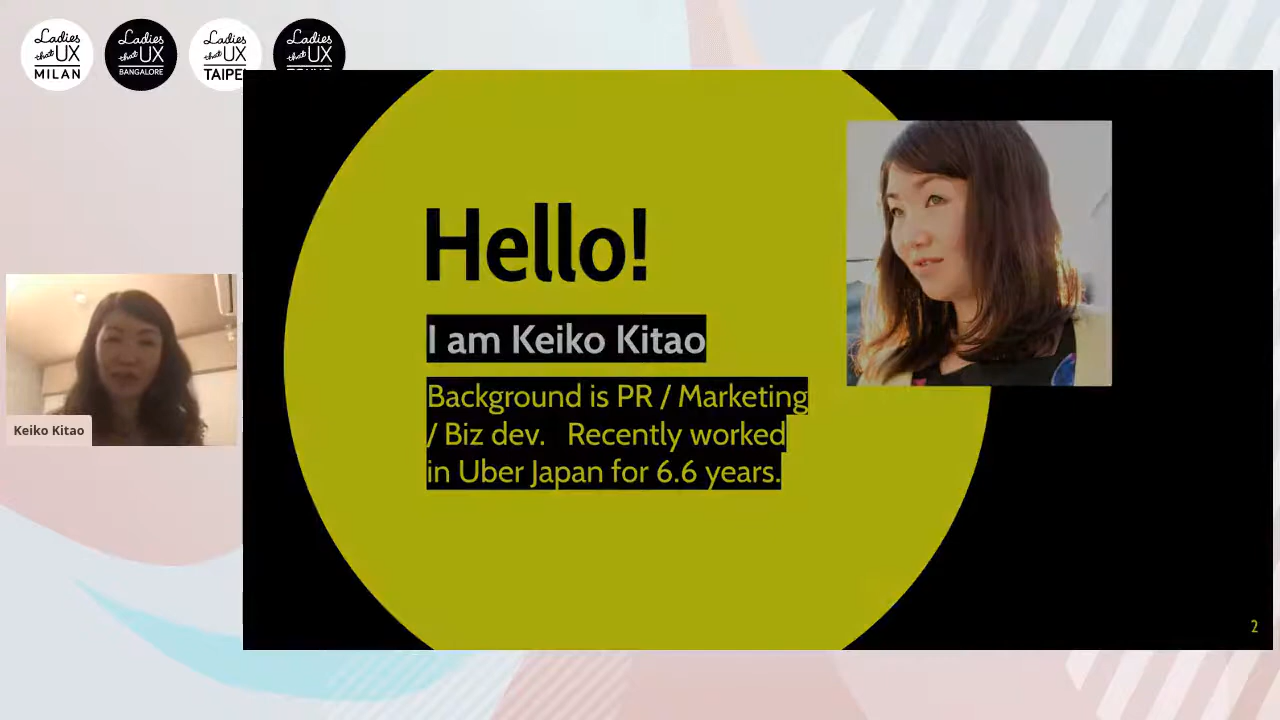 Ladies
that UX
MILAN
Ladies
that UX
BANGALORE
Ladies
that UX
TAIPEI
Ladies
that UX
Hello!
I am Keiko Kitao
Background is PR / Marketing
/ Biz dev. Recently worked
in Uber Japan for 6.6 years.
Keiko Kitao
2